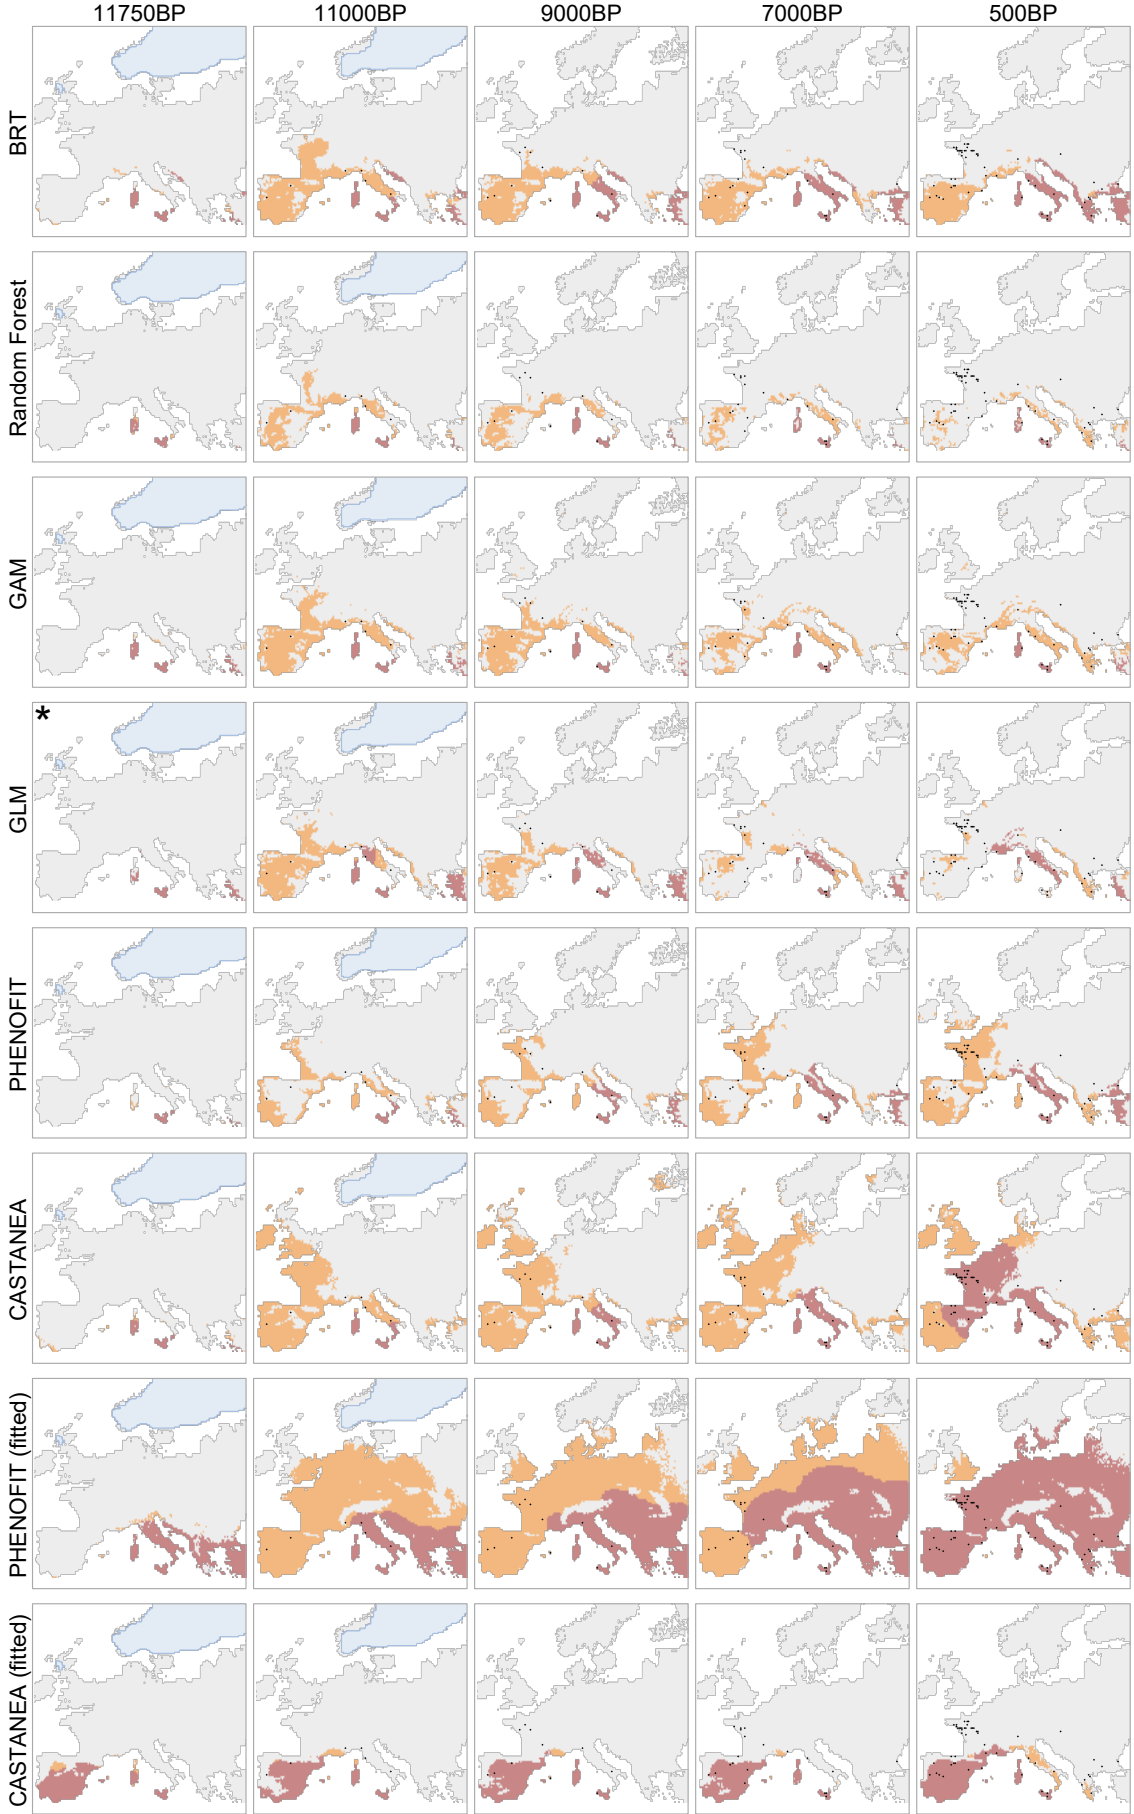 11750BP 11000BP 9000BP 7000BP 500BP
BRT
Random Forest
GAM
*
GLM
PHENOFIT
CASTANEA
PHENOFIT (fitted)
CASTANEA (fitted)